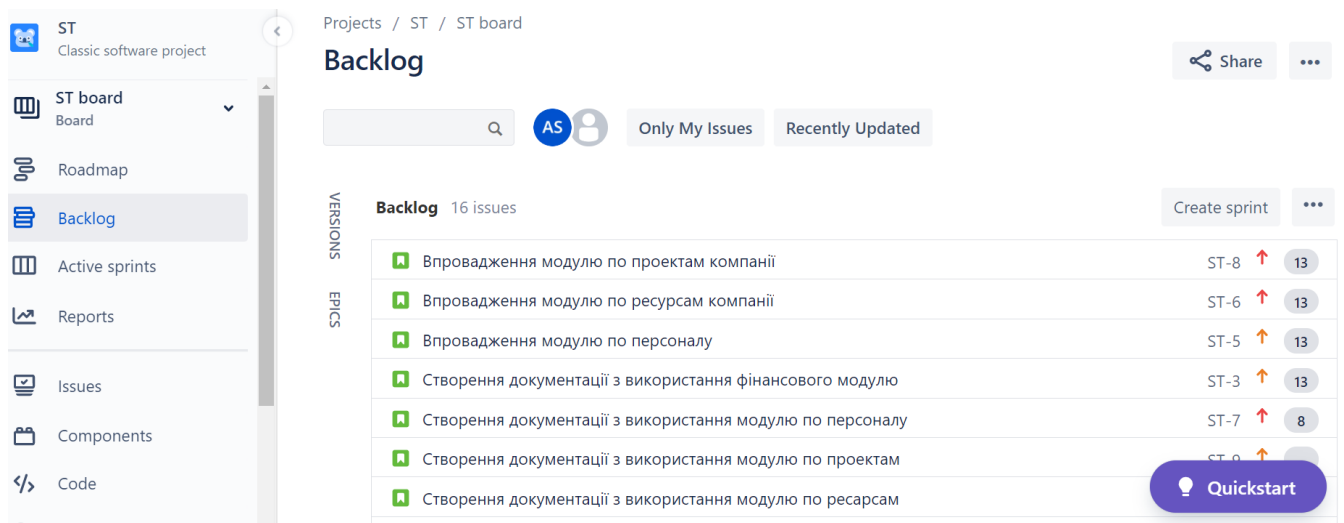 ST
Classic software project
ST board
Board
Roadmap
Backlog
Active sprints
Reports
Issues
Components
Code
Projects / ST / ST board
Backlog
Share
AS
Only My Issues
Recently Updated
VERSIONS
EPICS
Backlog 16 issues
Create sprint
Впровадження модулю по проектам компанії ST-8 13
Впровадження модулю по ресурсам компанії ST-6 13
Впровадження модулю по персоналу ST-5 13
Створення документації з використання фінансового модулю ST-3 13
Створення документації з використання модулю по персоналу ST-7 8
Створення документації з використання модулю по проектам ST-9
Створення документації з використання модулю по ресарсам
Quickstart